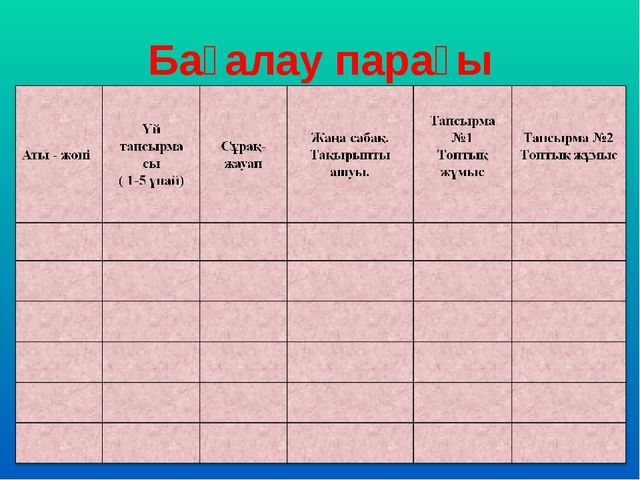 Бағалау парағы
Аты - жөні
Үй
тапсырма
сы
( 1-5 ұпай)
Сұрақ-
жауап
Жаңа сабақ.
Тақырыпты
ашуы.
Тапсырма
№1
Топтық
жұмыс
Тапсырма №2
Топтық жұмыс